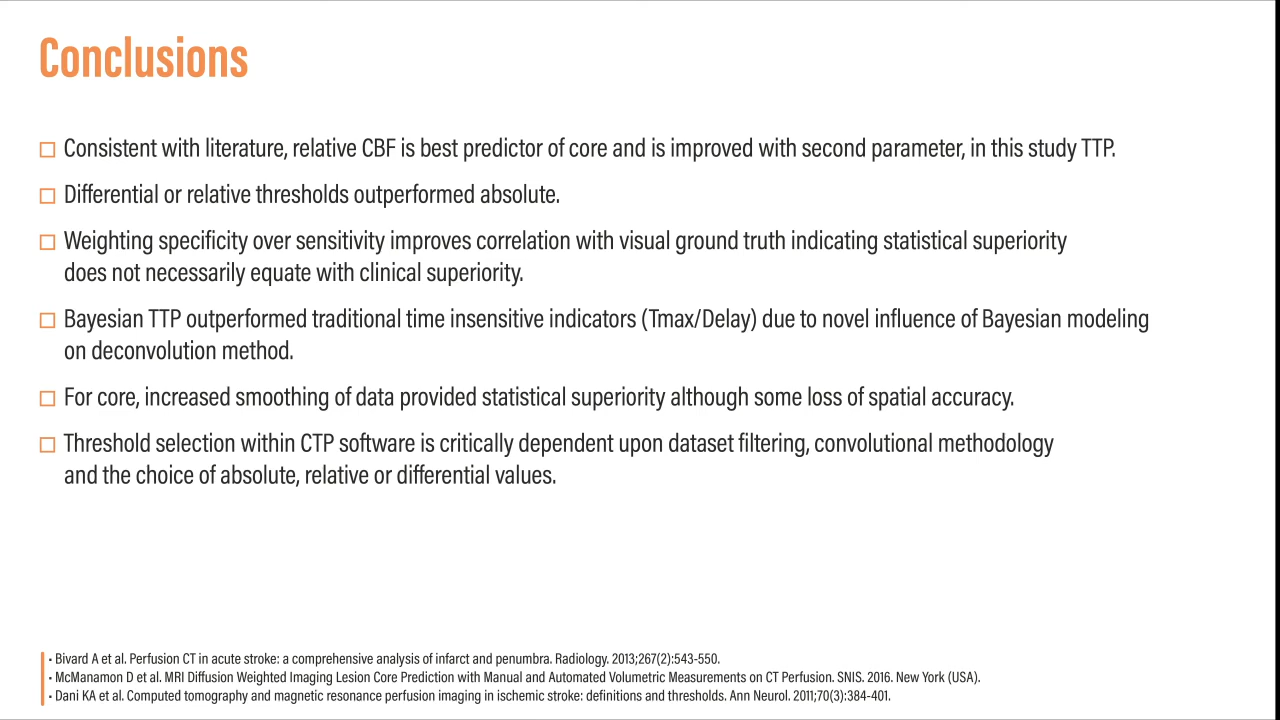 Conclusions
Consistent with literature, relative CBF is best predictor of core and is improved with second parameter, in this study TTP.
Differential or relative thresholds outperformed absolute.
Weighting specificity over sensitivity improves correlation with visual ground truth indicating statistical superiority
does not necessarily equate with clinical superiority.
Bayesian TTP outperformed traditional time insensitive indicators (Tmax/Delay) due to novel influence of Bayesian modeling
on deconvolution method.
For core, increased smoothing of data provided statistical superiority although some loss of spatial accuracy.
Threshold selection within CTP software is critically dependent upon dataset filtering, convolutional methodology
and the choice of absolute, relative or differential values.
• Bivard A et al. Perfusion CT in acute stroke: a comprehensive analysis of infarct and penumbra. Radiology. 2013;267(2):543-550.
• McManamon D et al. MRI Diffusion Weighted Imaging Lesion Core Prediction with Manual and Automated Volumetric Measurements on CT Perfusion. SNIS. 2016. New York (USA).
• Dani KA et al. Computed tomography and magnetic resonance perfusion imaging in ischemic stroke: definitions and thresholds. Ann Neurol. 2011;70(3):384-401.